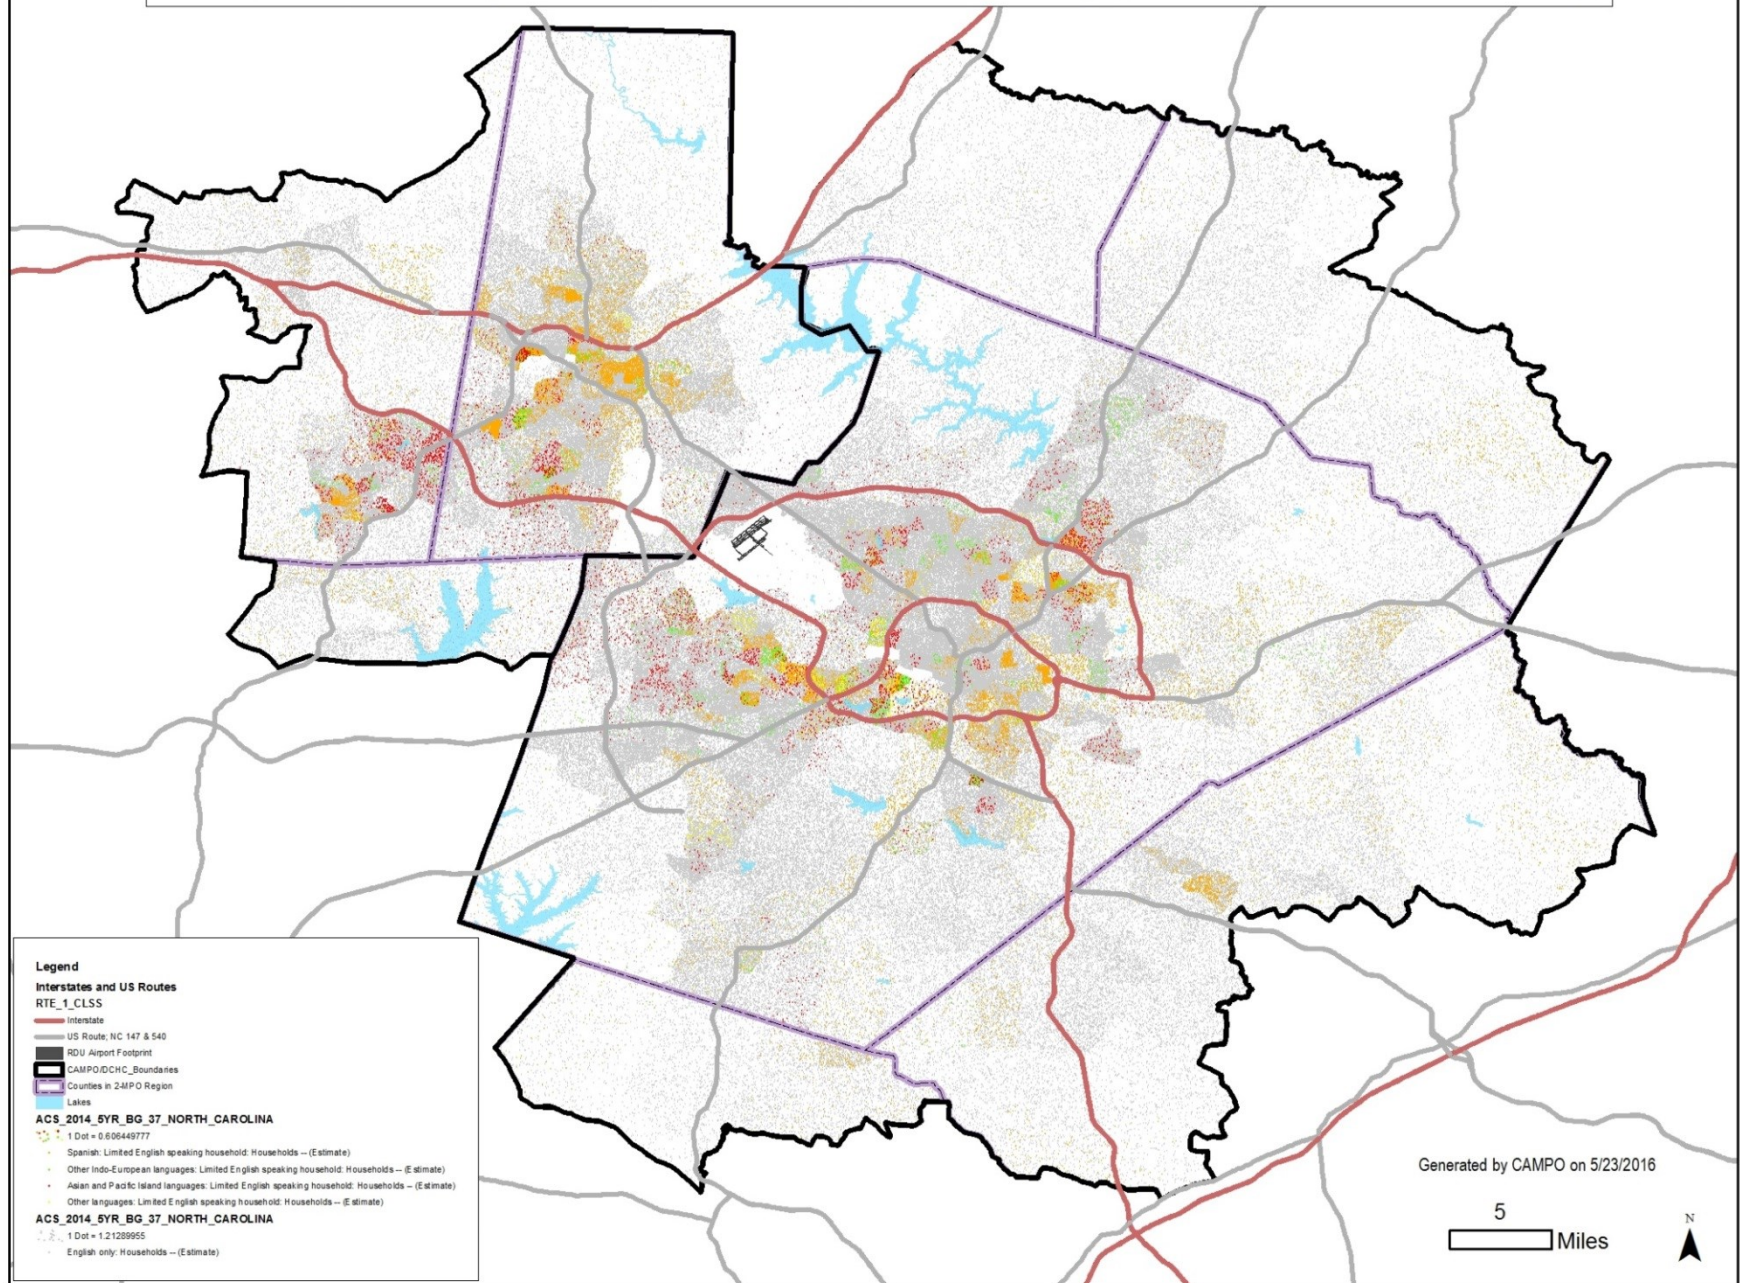 Legend
Interstates and US Routes
RTE_1_CLSS
Interstate
US Route; NC 147 & 540
RDU Airport Footprint
CAMPO/DCHC_Boundaries
Counties in 2-MPO Region
Lakes
ACS_2014_5YR_BG_37_NORTH_CAROLINA
1 Dot = 0.606449777
Spanish: Limited English speaking household: Households -- (Estimate)
Other Indo-European languages: Limited English speaking household: Households -- (Estimate)
Asian and Pacific Island languages: Limited English speaking household: Households -- (Estimate)
Other languages: Limited English speaking household: Households -- (Estimate)
ACS_2014_5YR_BG_37_NORTH_CAROLINA
1 Dot = 1.21289955
English only: Households -- (Estimate)
Generated by CAMPO on 5/23/2016
5
Miles
N